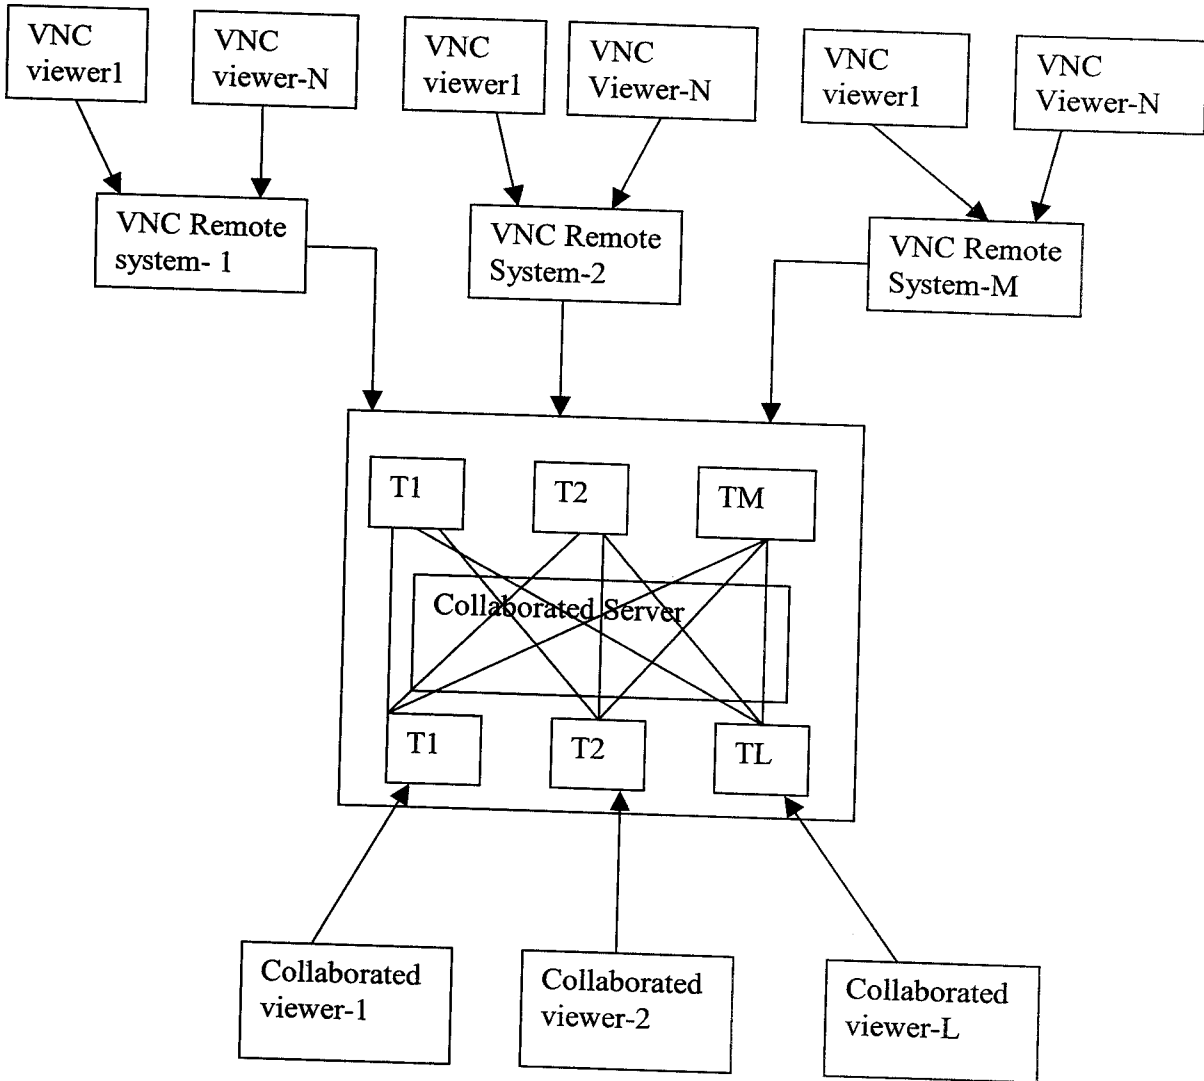 VNC
viewer1
VNC
viewer-N
VNC
viewer1
VNC
Viewer-N
VNC
viewer1
VNC
Viewer-N
VNC Remote
system- 1
VNC Remote
System-2
VNC Remote
System-M
T1
T2
TM
Collaborated Server
T1
T2
TL
Collaborated
viewer-1
Collaborated
viewer-2
Collaborated
viewer-L